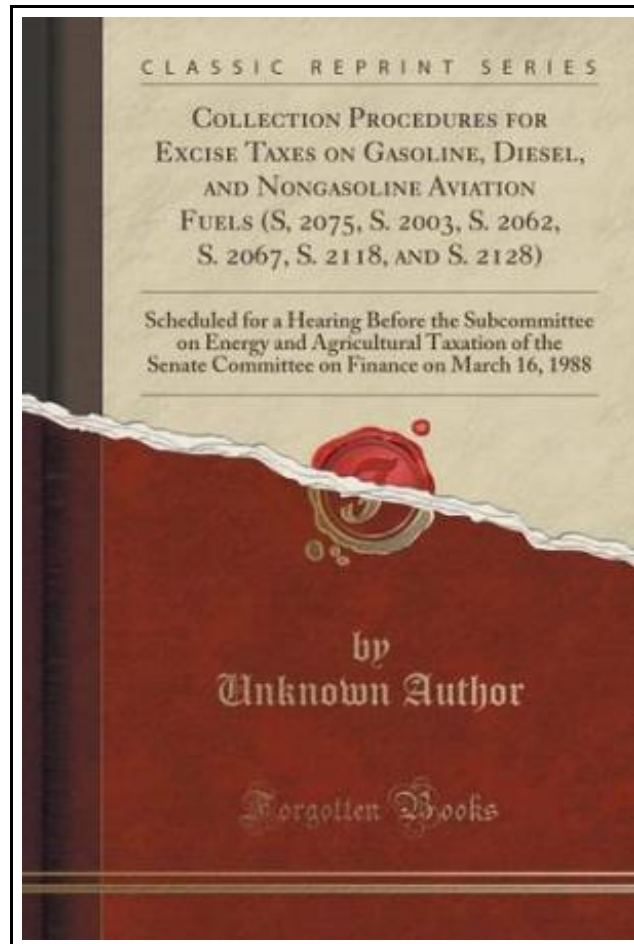 CLASSIC REPRINT SERIES
COLLECTION PROCEDURES FOR
EXCISE TAXES ON GASOLINE, DIESEL,
AND NONGASOLINE AVIATION
FUELS (S, 2075, S. 2003, S. 2062,
S. 2067, S. 2118, AND S. 2128)
Scheduled for a Hearing Before the Subcommittee
on Energy and Agricultural Taxation of the
Senate Committee on Finance on March 16, 1988
by
Unknown Author
Forgotten Books